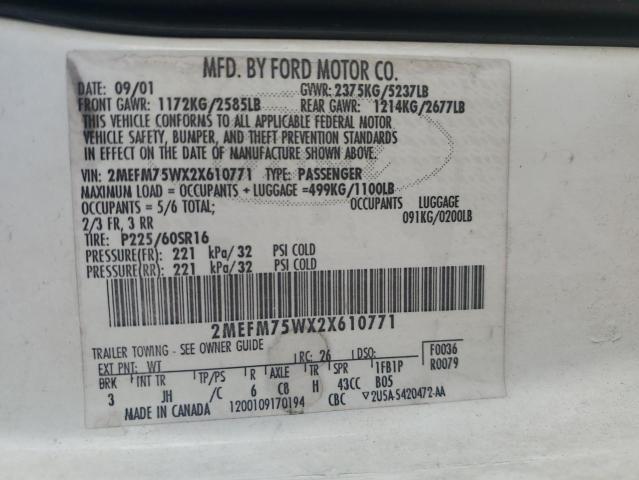 MFD. BY FORD MOTOR CO.
DATE: 09/01 GVWR: 2375KG/5237LB
FRONT GAWR: 1172KG/2585LB REAR GAWR: 1214KG/2677LB
THIS VEHICLE CONFORMS TO ALL APPLICABLE FEDERAL MOTOR
VEHICLE SAFETY, BUMPER, AND THEFT PREVENTION STANDARDS
IN EFFECT ON THE DATE OF MANUFACTURE SHOWN ABOVE.
VIN: 2MEFM75WX2X610771 TYPE: PASSENGER
MAXIMUM LOAD = OCCUPANTS + LUGGAGE = 499KG/1100LB
OCCUPANTS = 5/6 TOTAL; OCCUPANTS LUGGAGE
2/3 FR, 3 RR 091KG/0200LB
TIRE: P225/60SR16
PRESSURE(FR): 221 kPa/ 32 PSI COLD
PRESSURE(RR): 221 kPa/ 32 PSI COLD
2MEFM75WX2X610771
TRAILER TOWING - SEE OWNER GUIDE
EXT PNT: WT RC: 26 DSO: F0036
BRK INT TR TP/PS R AXLE TR SPR 1FB1P R0079
3 JH /C 6 C8 H 43CC B05
MADE IN CANADA 1200109170194 CBC ▽2U5A-5420472-AA